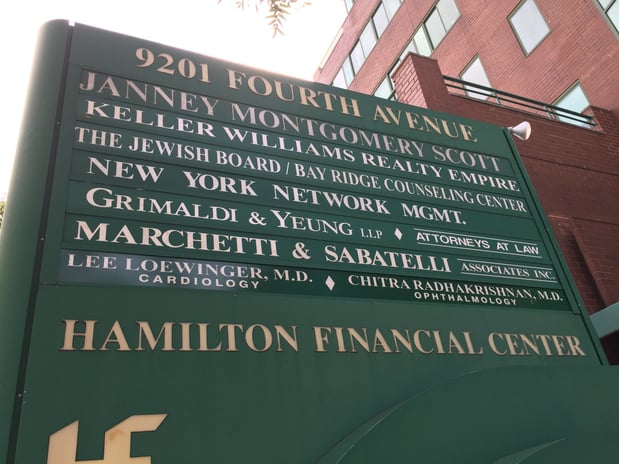 9201 FOURTH AVENUE
JANNEY MONTGOMERY SCOTT
KELLER WILLIAMS REALTY EMPIRE
THE JEWISH BOARD / BAY RIDGE COUNSELING CENTER
NEW YORK NETWORK MGMT.
GRIMALDI & YEUNG LLP ♦ ATTORNEYS AT LAW
MARCHETTI & SABATELLI ASSOCIATES INC.
LEE LOEWINGER, M.D. ♦ CHITRA RADHAKRISHNAN, M.D.
CARDIOLOGY OPHTHALMOLOGY
HAMILTON FINANCIAL CENTER